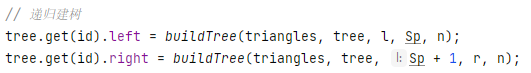 // 递归建树
tree.get(id).left = buildTree(triangles, tree, l, Sp, n);
tree.get(id).right = buildTree(triangles, tree, l: Sp + 1, r, n);